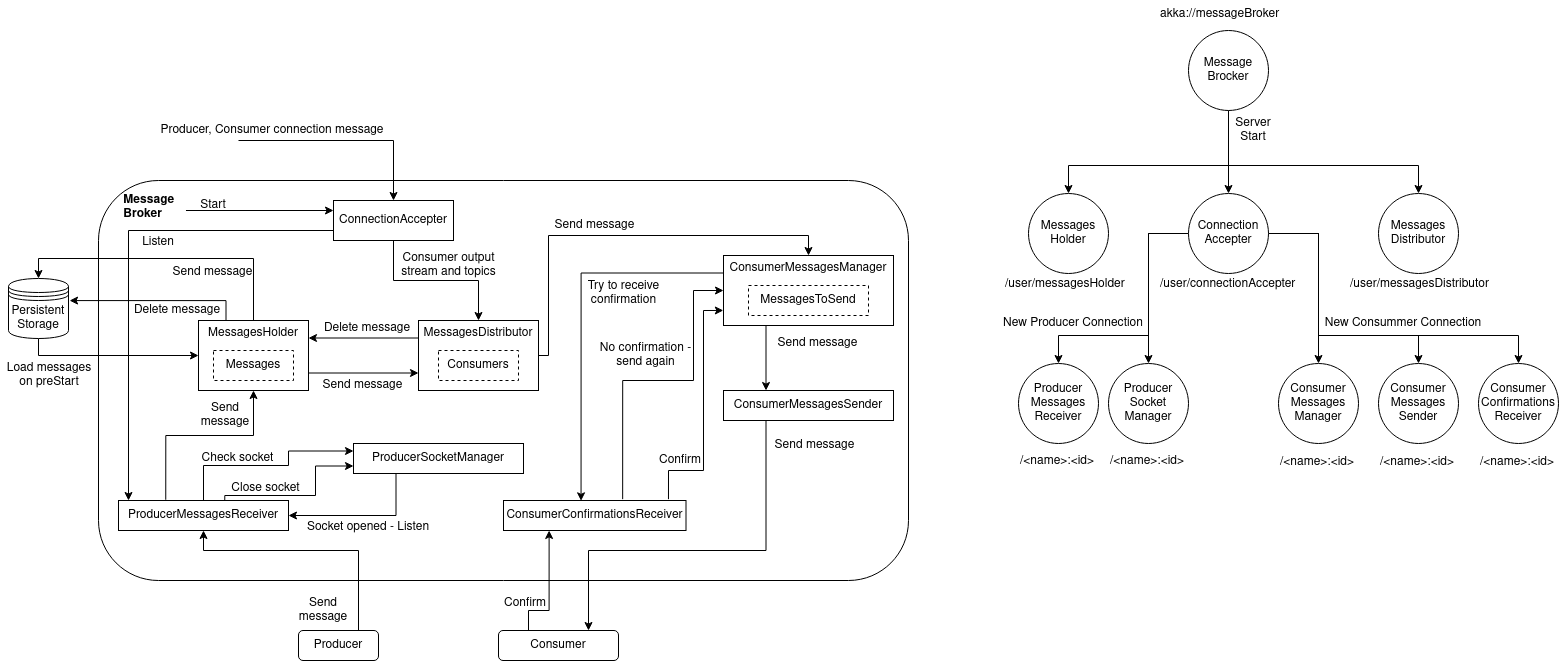 Producer, Consumer connection message
Message
Broker
Start
ConnectionAccepter
Listen
Consumer output
stream and topics
Send message
Send message
Delete message
Persistent
Storage
Load messages
on preStart
MessagesHolder
Messages
Delete message
Send message
MessagesDistributor
Consumers
ConsumerMessagesManager
MessagesToSend
Try to receive
confirmation
No confirmation -
send again
Send message
ConsumerMessagesSender
Send message
Confirm
Send
message
Check socket
Close socket
ProducerSocketManager
Socket opened - Listen
ProducerMessagesReceiver
ConsumerConfirmationsReceiver
Send
message
Confirm
Producer
Consumer
akka://messageBroker
Message
Brocker
Server
Start
Messages
Holder
Connection
Accepter
Messages
Distributor
/user/messagesHolder
/user/connectionAccepter
/user/messagesDistributor
New Producer Connection
New Consummer Connection
Producer
Messages
Receiver
Producer
Socket
Manager
Consumer
Messages
Manager
Consumer
Messages
Sender
Consumer
Confirmations
Receiver
/<name>:<id>
/<name>:<id>
/<name>:<id>
/<name>:<id>
/<name>:<id>